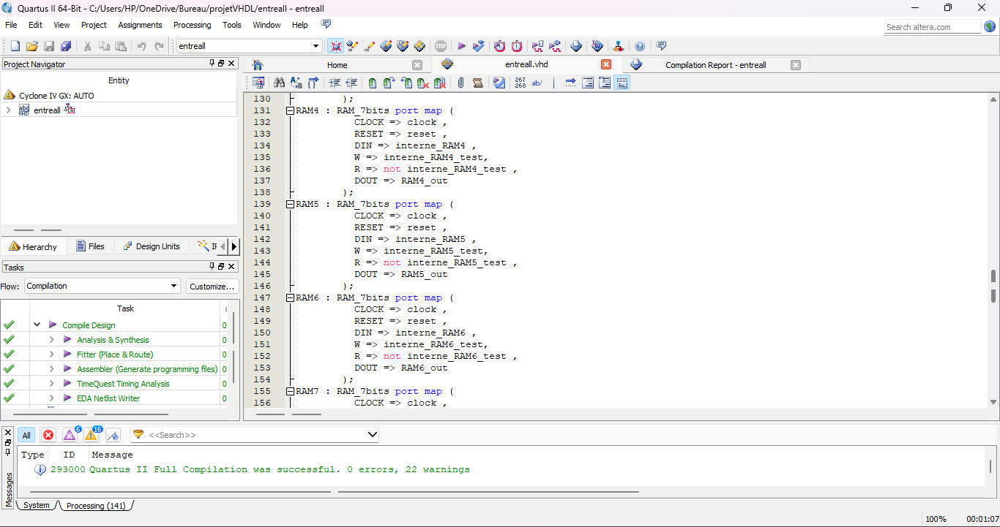 Quartus II 64-Bit - C:/Users/HP/OneDrive/Bureau/projetVHDL/entreall - entreall
File Edit View Project Assignments Processing Tools Window Help
Search altera.com
entreall
STOP
Project Navigator
Home
entreall.vhd
Compilation Report - entreall
Entity
Cyclone IV GX: AUTO
entreall
267
268
ab/
130 );
131 RAM4 : RAM_7bits port map (
132 CLOCK => clock ,
133 RESET => reset ,
134 DIN => interne_RAM4 ,
135 W => interne_RAM4_test,
136 R => not interne_RAM4_test ,
137 DOUT => RAM4_out
138 );
139 RAM5 : RAM_7bits port map (
140 CLOCK => clock ,
141 RESET => reset ,
142 DIN => interne_RAM5 ,
143 W => interne_RAM5_test,
144 R => not interne_RAM5_test ,
145 DOUT => RAM5_out
146 );
147 RAM6 : RAM_7bits port map (
148 CLOCK => clock ,
149 RESET => reset ,
150 DIN => interne_RAM6 ,
151 W => interne_RAM6_test,
152 R => not interne_RAM6_test ,
153 DOUT => RAM6_out
154 );
155 RAM7 : RAM_7bits port map (
156 CLOCK => clock ,
Hierarchy Files Design Units
Tasks
Flow: Compilation Customize...
Task
Compile Design 0
Analysis & Synthesis 0
Fitter (Place & Route) 0
Assembler (Generate programming files) 0
TimeQuest Timing Analysis 0
EDA Netlist Writer 0
All 6 16 <<Search>>
Type ID Message
293000 Quartus II Full Compilation was successful. 0 errors, 22 warnings
Messages
System Processing (141)
100% 00:01:07